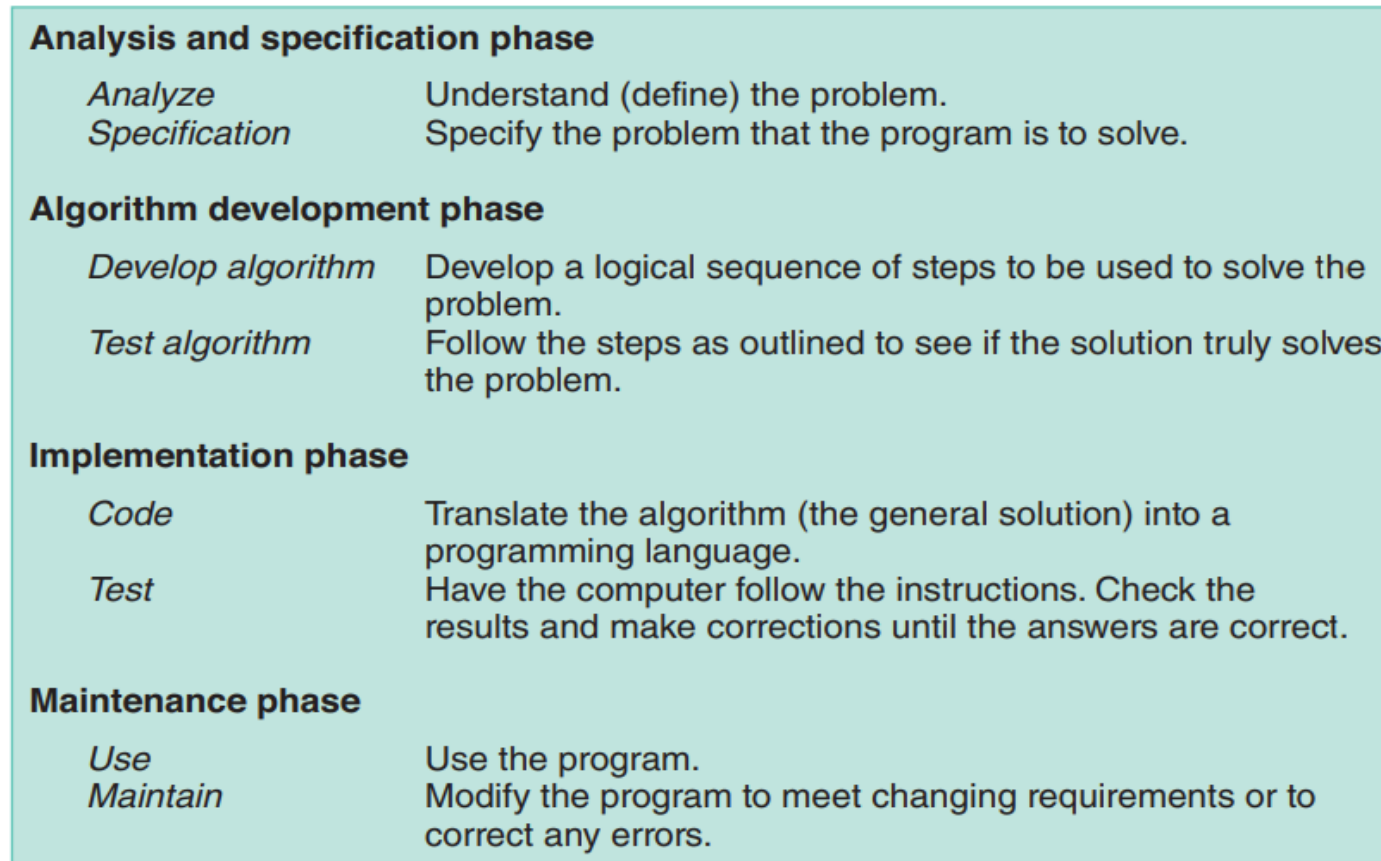 Analysis and specification phase
Analyze Understand (define) the problem.
Specification Specify the problem that the program is to solve.
Algorithm development phase
Develop algorithm Develop a logical sequence of steps to be used to solve the
problem.
Test algorithm Follow the steps as outlined to see if the solution truly solves
the problem.
Implementation phase
Code Translate the algorithm (the general solution) into a
programming language.
Test Have the computer follow the instructions. Check the
results and make corrections until the answers are correct.
Maintenance phase
Use Use the program.
Maintain Modify the program to meet changing requirements or to
correct any errors.